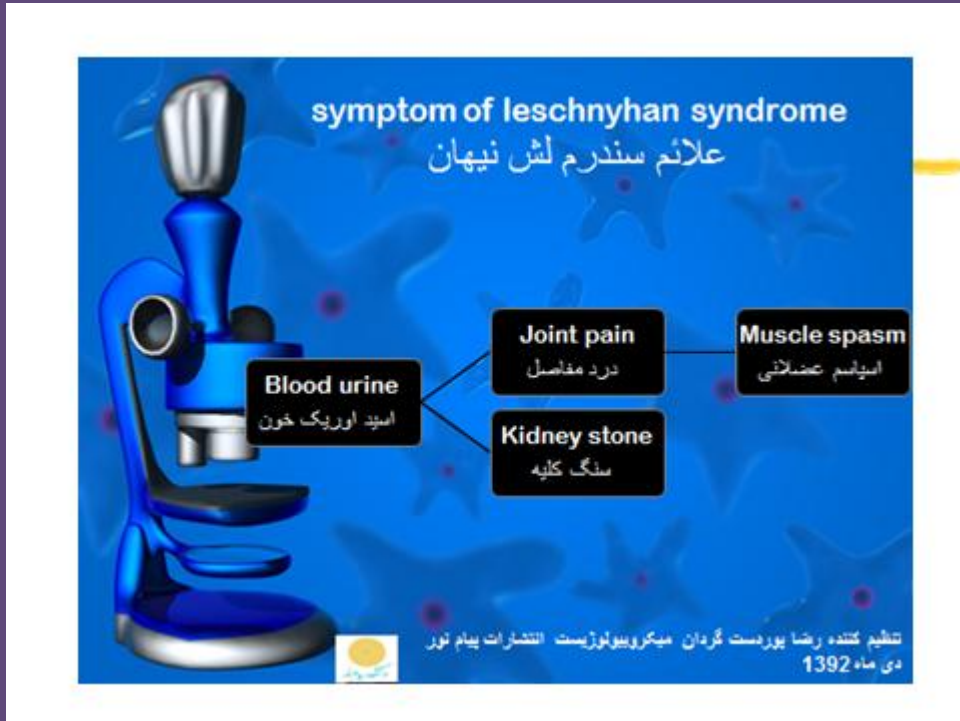 symptom of leschnyhan syndrome
علائم سندرم لش نیهان
Blood urine
اسید اوریک خون
Joint pain
درد مفاصل
Kidney stone
سنگ کلیه
Muscle spasm
اسپاسم عضلانی
تنظیم کننده رضا پوردست گردان میکروبیولوژیست انتشارات پیام نور
دی ماه 1392